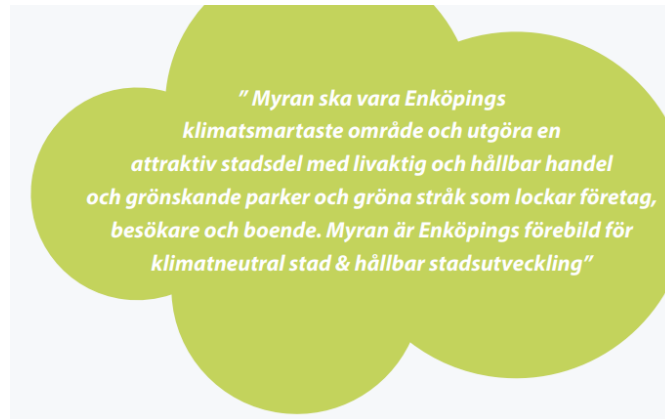 ” Myran ska vara Enköpings
klimatsmartaste område och utgöra en
attraktiv stadsdel med livaktig och hållbar handel
och grönskande parker och gröna stråk som lockar företag,
besökare och boende. Myran är Enköpings förebild för
klimatneutral stad & hållbar stadsutveckling”